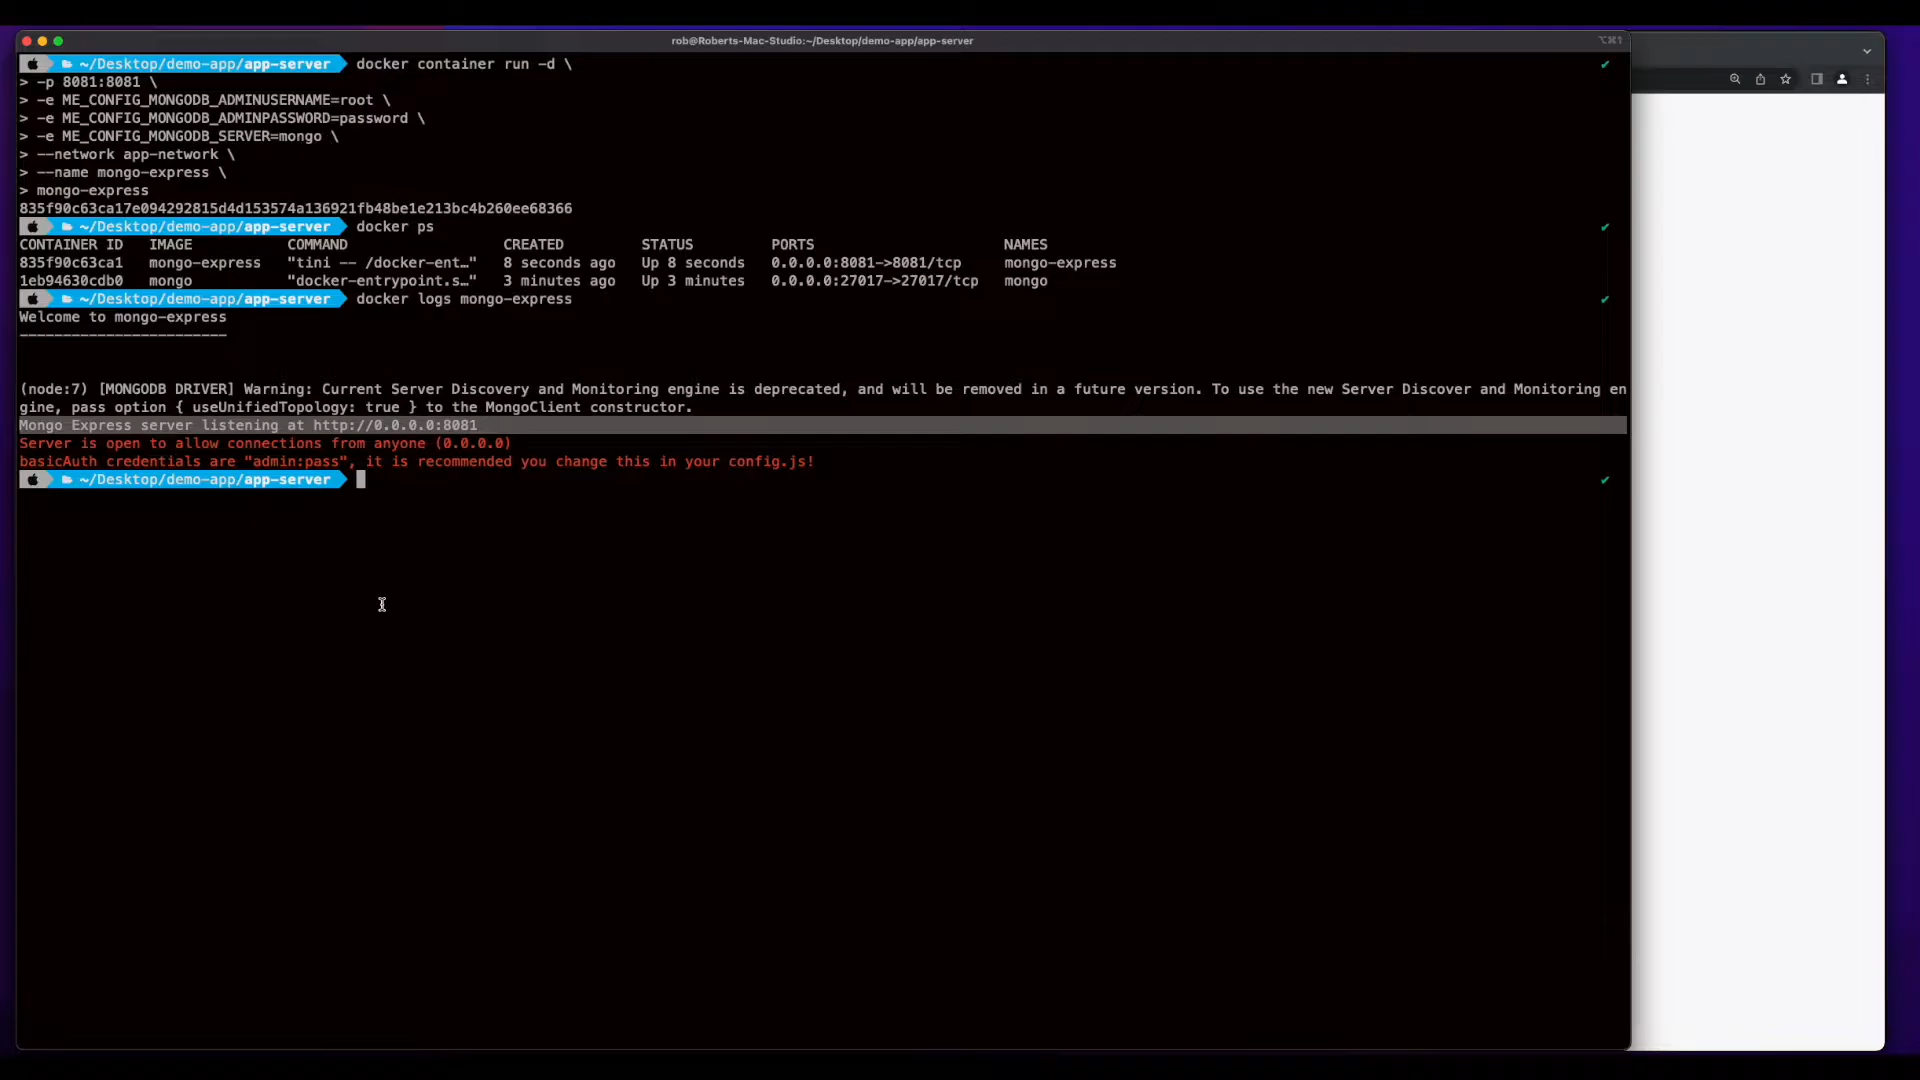 rob@Roberts-Mac-Studio:~/Desktop/demo-app/app-server
⌥⌘1
~/Desktop/demo-app/app-server docker container run -d \
> -p 8081:8081 \
> -e ME_CONFIG_MONGODB_ADMINUSERNAME=root \
> -e ME_CONFIG_MONGODB_ADMINPASSWORD=password \
> -e ME_CONFIG_MONGODB_SERVER=mongo \
> --network app-network \
> --name mongo-express \
> mongo-express
835f90c63ca17e094292815d4d153574a136921fb48be1e213bc4b260ee68366
~/Desktop/demo-app/app-server docker ps
CONTAINER ID   IMAGE           COMMAND                  CREATED         STATUS         PORTS                      NAMES
835f90c63ca1   mongo-express   "tini -- /docker-ent…"   8 seconds ago   Up 8 seconds   0.0.0.0:8081->8081/tcp     mongo-express
1eb94630cdb0   mongo           "docker-entrypoint.s…"   3 minutes ago   Up 3 minutes   0.0.0.0:27017->27017/tcp   mongo
~/Desktop/demo-app/app-server docker logs mongo-express
Welcome to mongo-express
------------------------
(node:7) [MONGODB DRIVER] Warning: Current Server Discovery and Monitoring engine is deprecated, and will be removed in a future version. To use the new Server Discover and Monitoring en
gine, pass option { useUnifiedTopology: true } to the MongoClient constructor.
Mongo Express server listening at http://0.0.0.0:8081
Server is open to allow connections from anyone (0.0.0.0)
basicAuth credentials are "admin:pass", it is recommended you change this in your config.js!
~/Desktop/demo-app/app-server